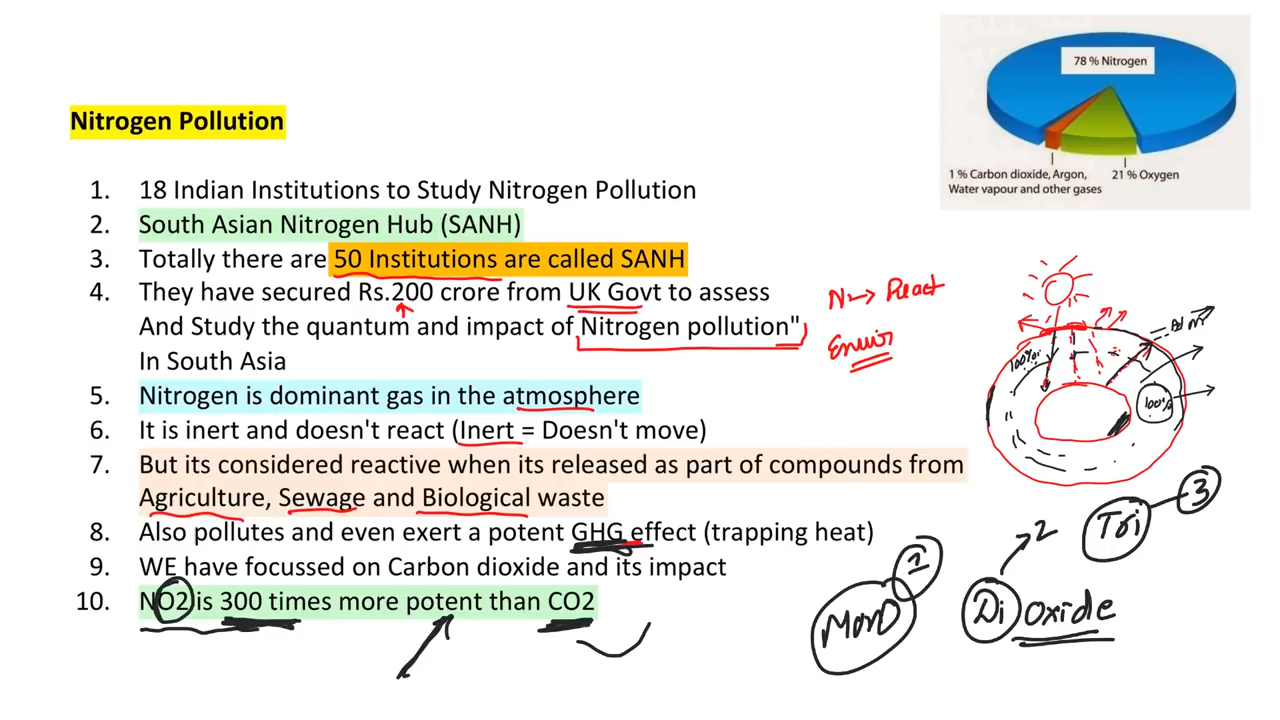 78 % Nitrogen
1 % Carbon dioxide, Argon,
Water vapour and other gases
21 % Oxygen
Nitrogen Pollution
1. 18 Indian Institutions to Study Nitrogen Pollution
2. South Asian Nitrogen Hub (SANH)
3. Totally there are 50 Institutions are called SANH
4. They have secured Rs.200 crore from UK Govt to assess
And Study the quantum and impact of Nitrogen pollution"
In South Asia
5. Nitrogen is dominant gas in the atmosphere
6. It is inert and doesn't react (Inert = Doesn't move)
7. But its considered reactive when its released as part of compounds from
Agriculture, Sewage and Biological waste
8. Also pollutes and even exert a potent GHG effect (trapping heat)
9. WE have focussed on Carbon dioxide and its impact
10. NO2 is 300 times more potent than CO2
N2 → React
Envir
100%
100%
Mono 1
Di oxide
2
Tri 3